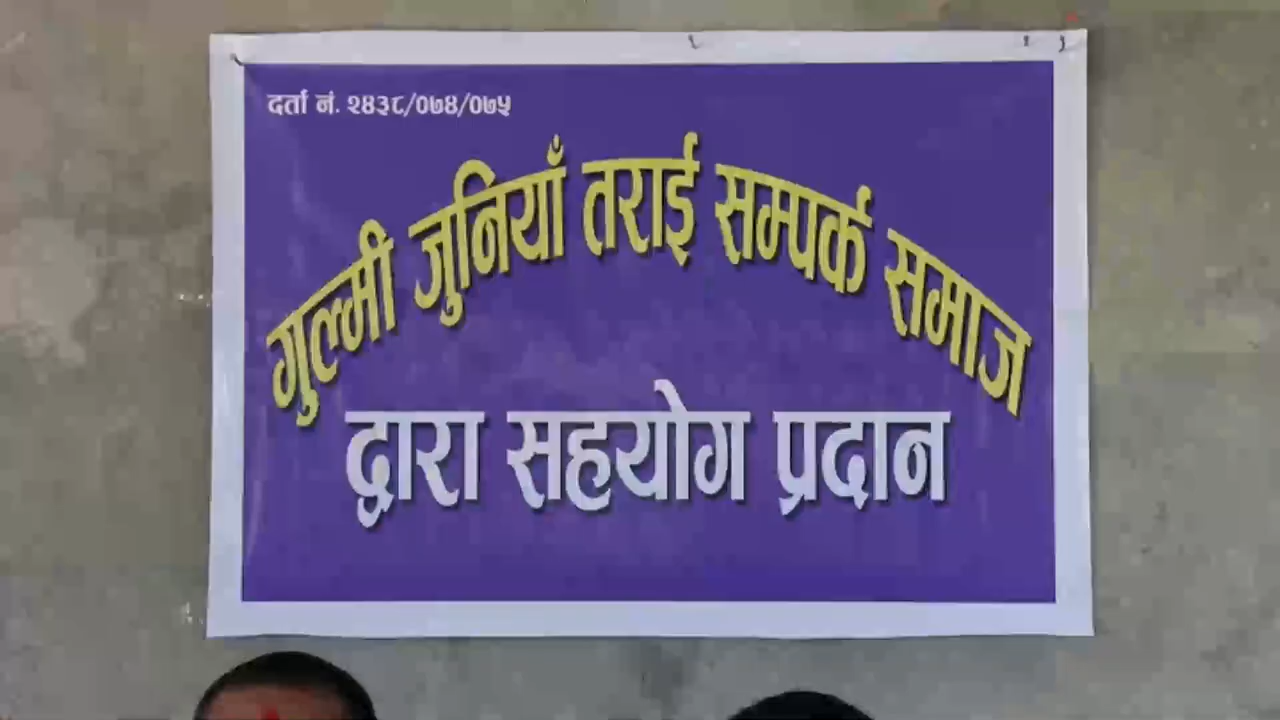 दर्ता नं. २४३८/०७४/०७५
गुल्मी जुनियाँ तराई सम्पर्क समाज
द्वारा सहयोग प्रदान